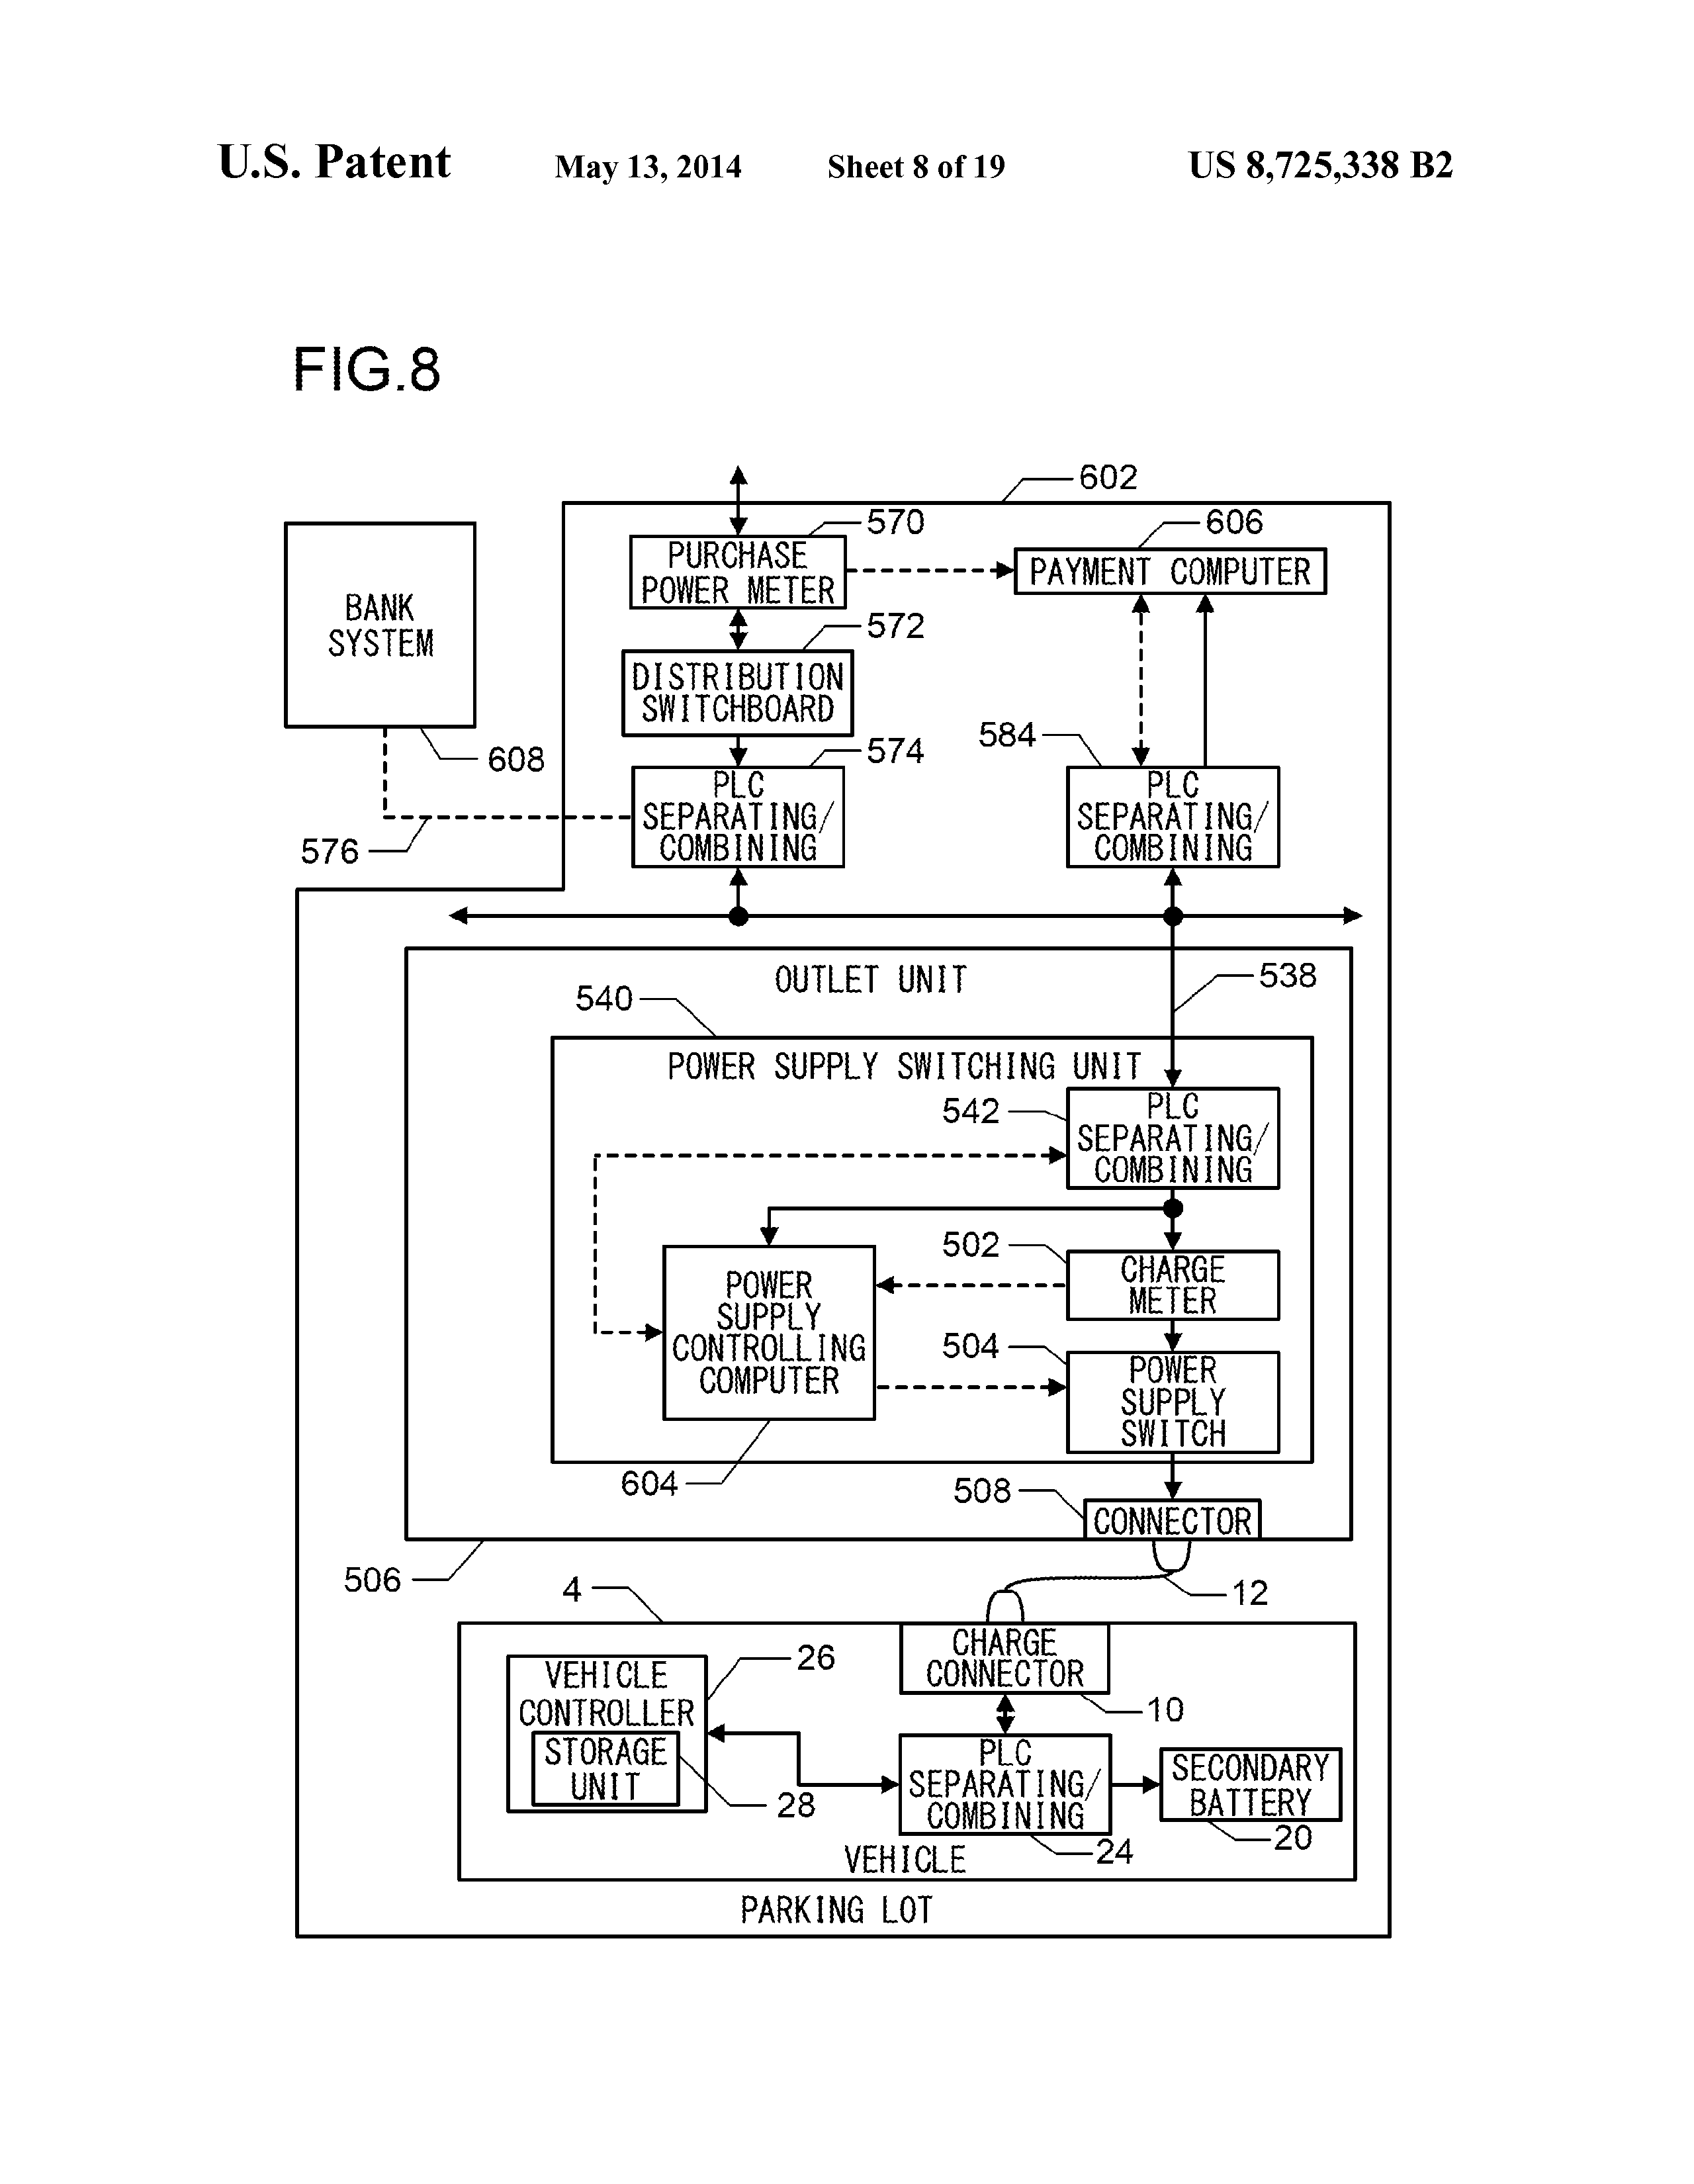 U.S. Patent May 13, 2014 Sheet 8 of 19 US 8,725,338 B2
FIG.8
602
570
606
PURCHASE
POWER METER
PAYMENT COMPUTER
BANK
SYSTEM
572
DISTRIBUTION
SWITCHBOARD
608
574
584
PLC
SEPARATING/
COMBINING
PLC
SEPARATING/
COMBINING
576
OUTLET UNIT
538
540
POWER SUPPLY SWITCHING UNIT
542
PLC
SEPARATING/
COMBINING
502
CHARGE
METER
POWER
SUPPLY
CONTROLLING
COMPUTER
504
POWER
SUPPLY
SWITCH
604
508
CONNECTOR
506
4
12
CHARGE
CONNECTOR
26
VEHICLE
CONTROLLER
10
STORAGE
UNIT
28
PLC
SEPARATING/
COMBINING
SECONDARY
BATTERY
24
20
VEHICLE
PARKING LOT